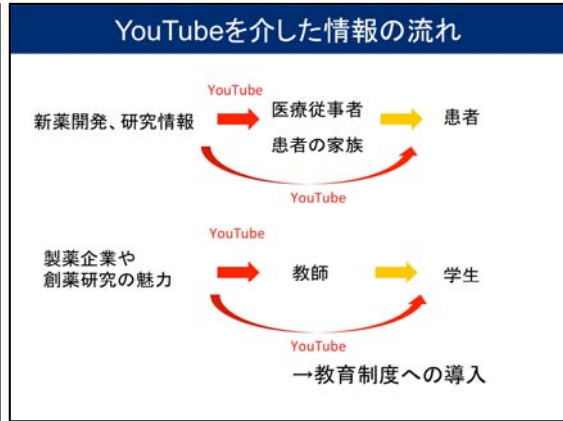 YouTubeを介した情報の流れ
YouTube
新薬開発、研究情報
医療従事者
患者の家族
患者
YouTube
YouTube
製薬企業や
創薬研究の魅力
教師
学生
YouTube
→教育制度への導入